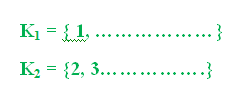 K₁ = { 1, ……………… }
K₂ = {2, 3…………….}